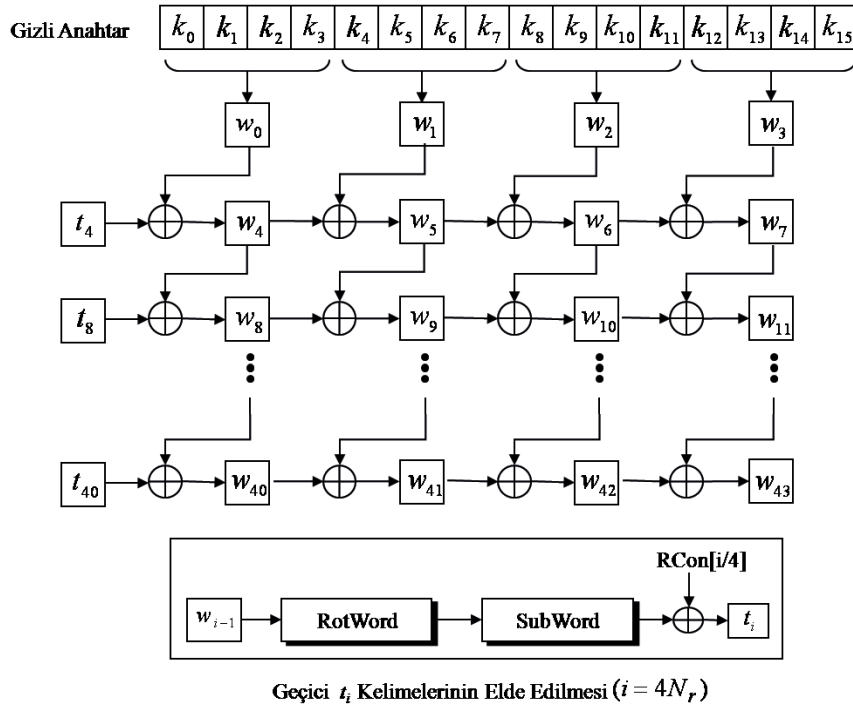 Gizli Anahtar k₀ k₁ k₂ k₃ k₄ k₅ k₆ k₇ k₈ k₉ k₁₀ k₁₁ k₁₂ k₁₃ k₁₄ k₁₅
w₀ w₁ w₂ w₃
t₄ w₄ w₅ w₆ w₇
t₈ w₈ w₉ w₁₀ w₁₁
t₄₀ w₄₀ w₄₁ w₄₂ w₄₃
RCon[i/4]
wᵢ₋₁ RotWord SubWord tᵢ
Geçici tᵢ Kelimelerinin Elde Edilmesi (i = 4Nᵣ)